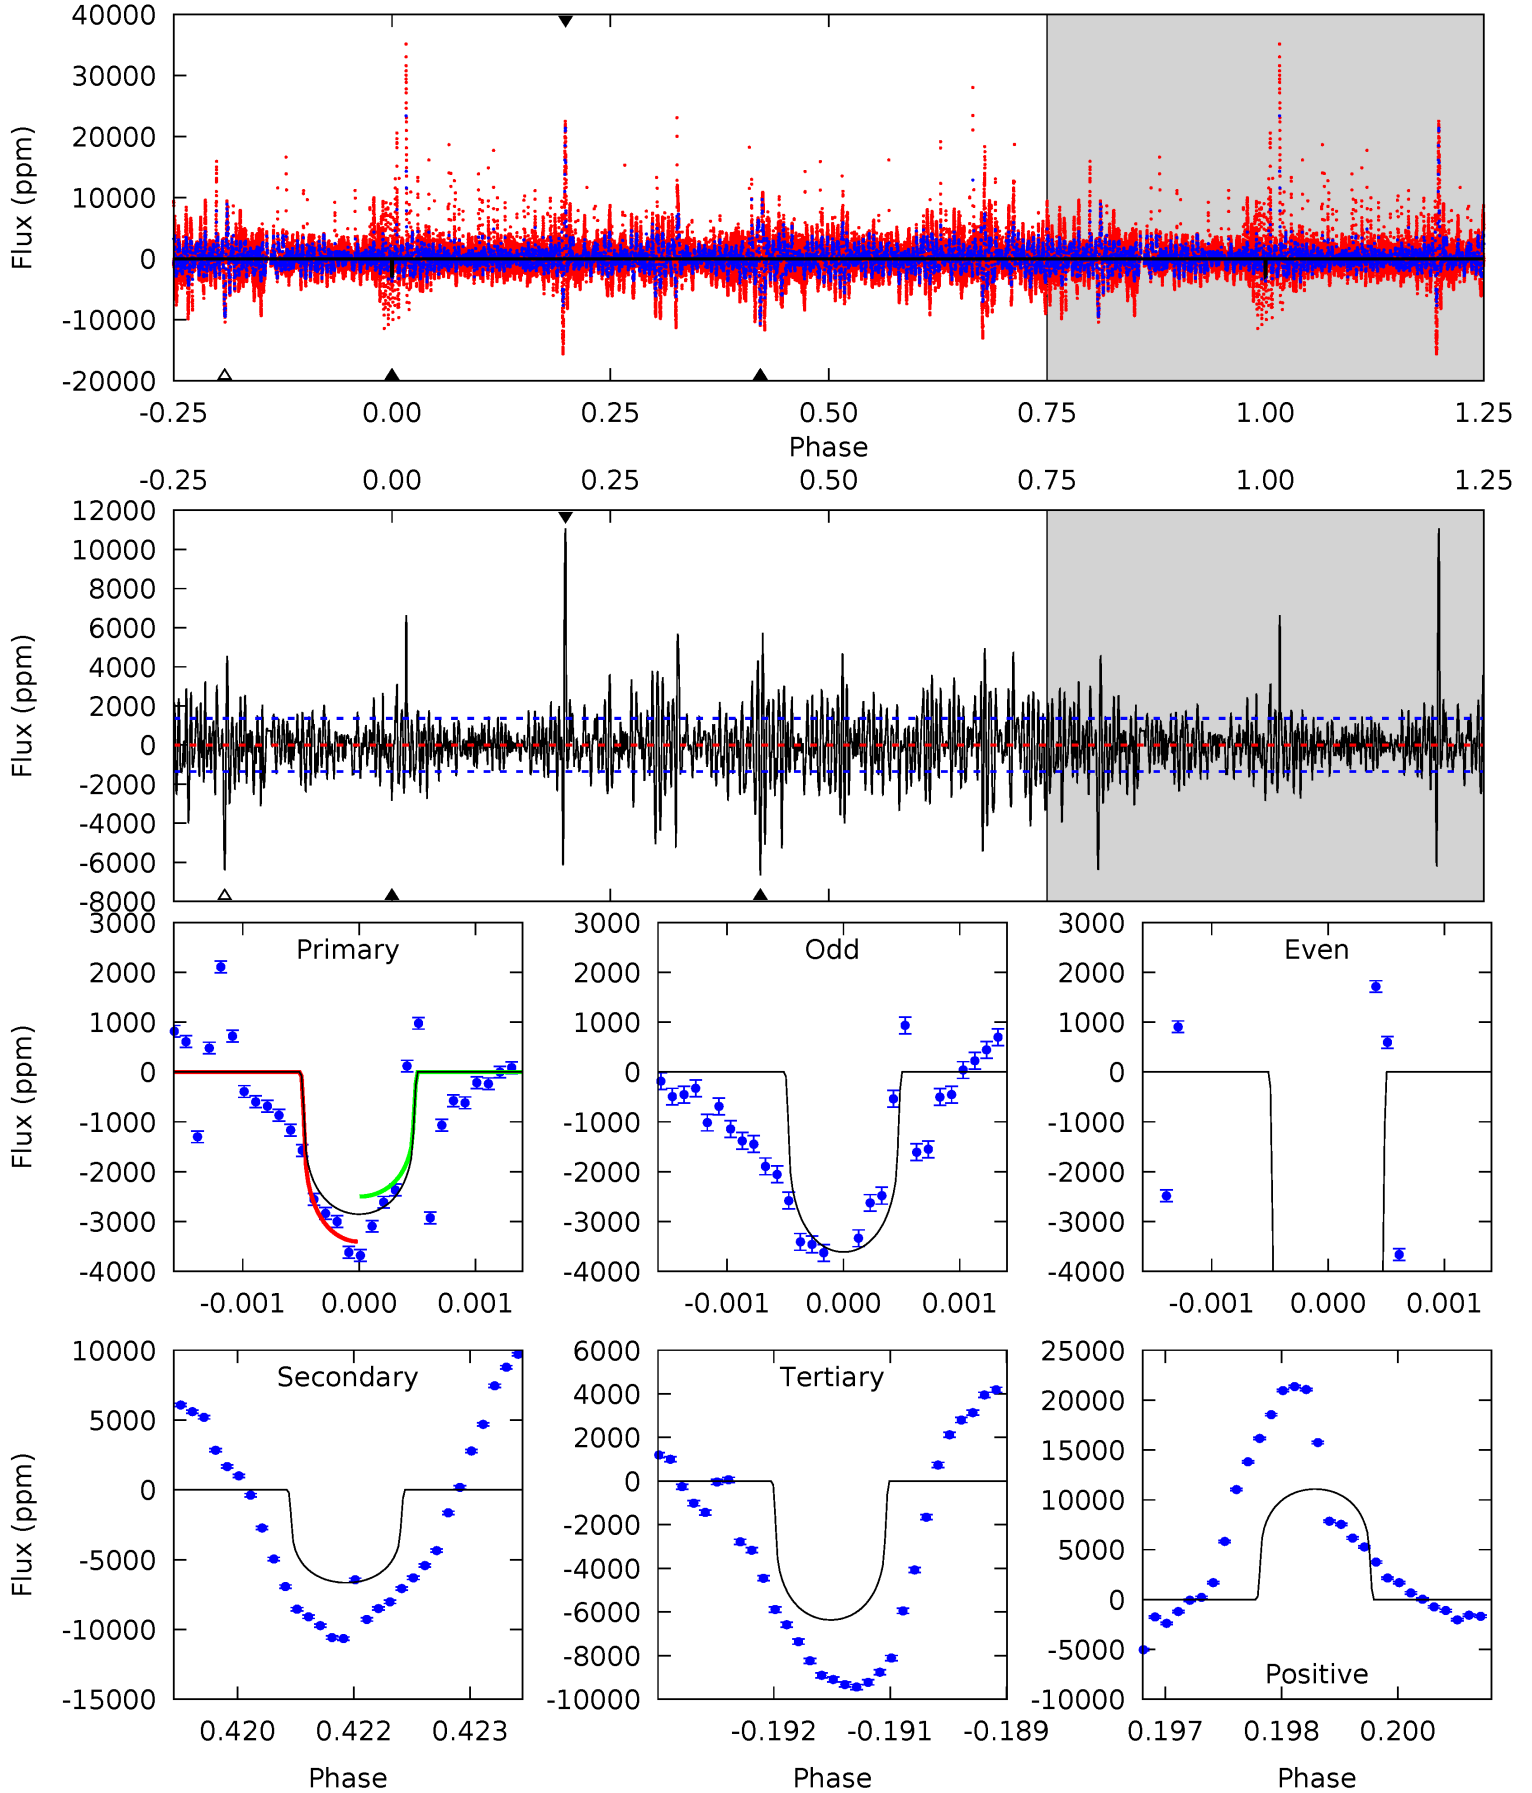 40000
30000
20000
10000
0
-10000
-20000
Flux (ppm)
-0.25 0.00 0.25 0.50 0.75 1.00 1.25
Phase
-0.25 0.00 0.25 0.50 0.75 1.00 1.25
12000
10000
8000
6000
4000
2000
0
-2000
-4000
-6000
-8000
Flux (ppm)
Primary
3000
2000
1000
0
-1000
-2000
-3000
-4000
Flux (ppm)
-0.001 0.000 0.001
Odd
3000
2000
1000
0
-1000
-2000
-3000
-4000
-0.001 0.000 0.001
Even
3000
2000
1000
0
-1000
-2000
-3000
-4000
-0.001 0.000 0.001
Secondary
10000
5000
0
-5000
-10000
-15000
Flux (ppm)
0.420 0.422 0.423
Phase
Tertiary
6000
4000
2000
0
-2000
-4000
-6000
-8000
-10000
-0.192 -0.191 -0.189
Phase
25000
20000
15000
10000
5000
0
-5000
-10000
Positive
0.197 0.198 0.200
Phase